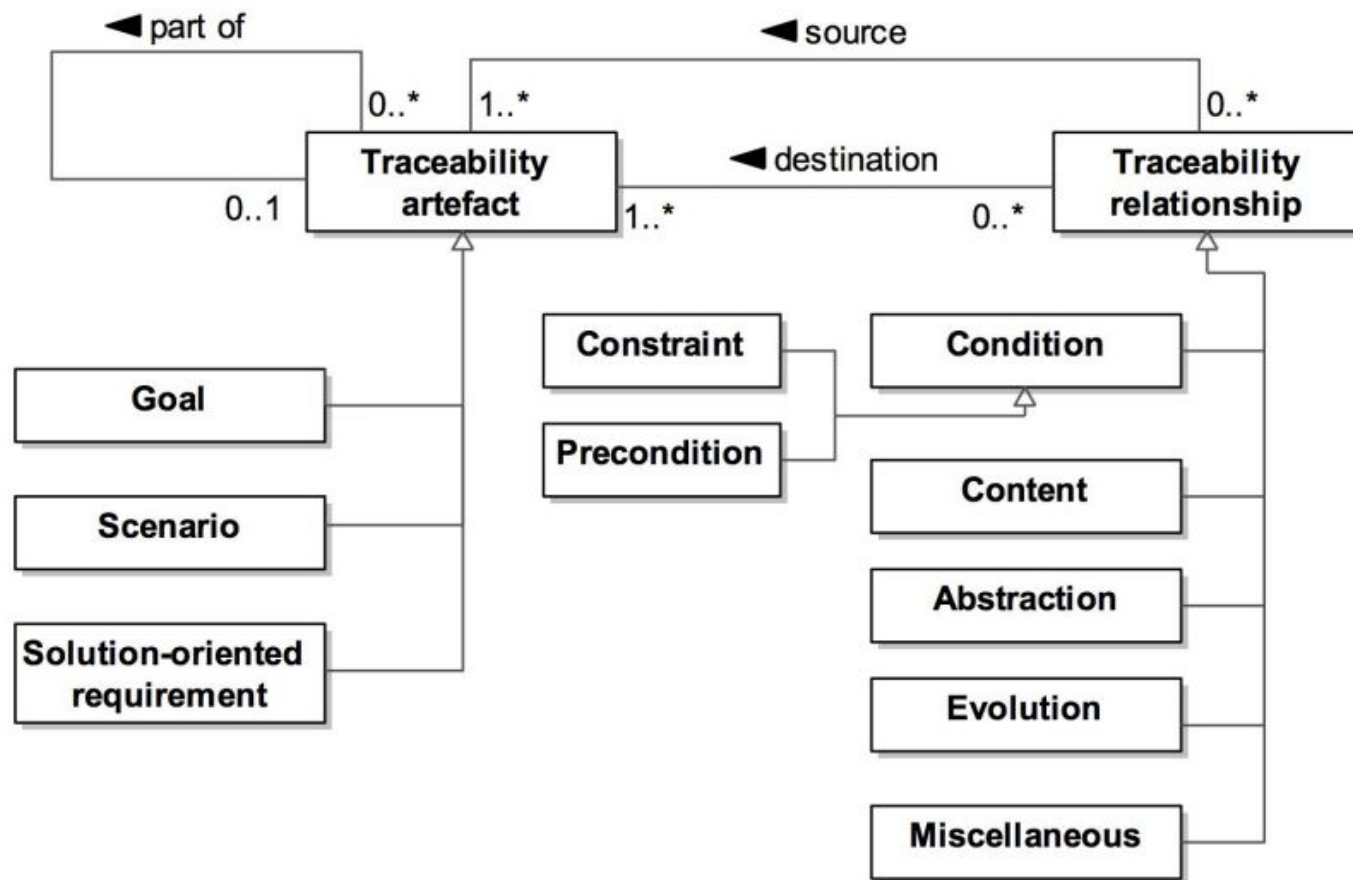 ◄ part of
◄ source
0..*
1..*
0..*
Traceability
artefact
◄ destination
Traceability
relationship
0..1
1..*
0..*
Constraint
Condition
Goal
Precondition
Content
Scenario
Abstraction
Solution-oriented
requirement
Evolution
Miscellaneous